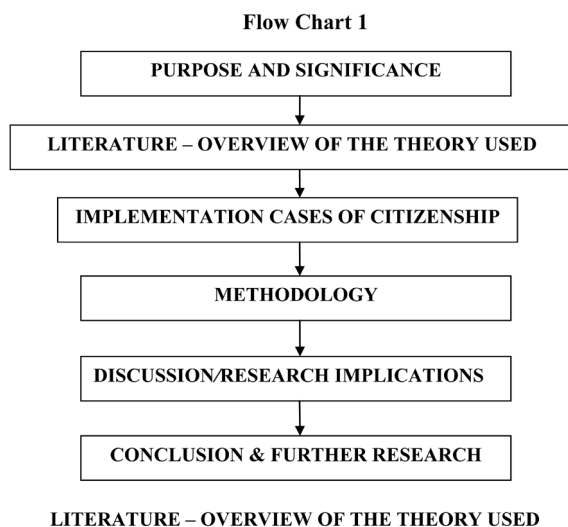 Flow Chart 1
PURPOSE AND SIGNIFICANCE
LITERATURE – OVERVIEW OF THE THEORY USED
IMPLEMENTATION CASES OF CITIZENSHIP
METHODOLOGY
DISCUSSION/RESEARCH IMPLICATIONS
CONCLUSION & FURTHER RESEARCH
LITERATURE – OVERVIEW OF THE THEORY USED